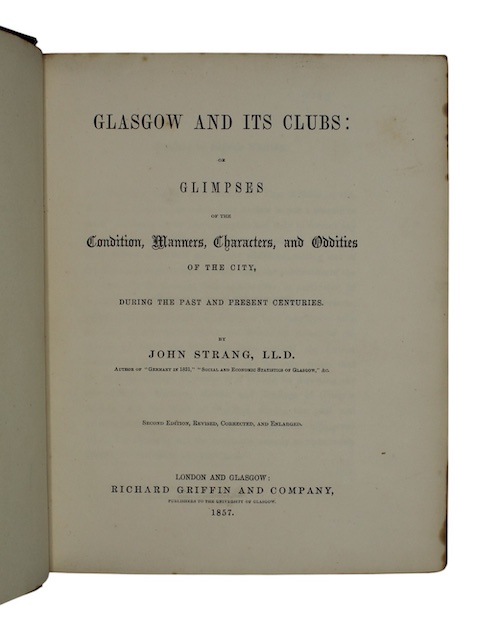 GLASGOW AND ITS CLUBS:
OR
GLIMPSES
OF THE
Condition, Manners, Characters, and Oddities
OF THE CITY,
DURING THE PAST AND PRESENT CENTURIES.
BY
JOHN STRANG, LL.D.
AUTHOR OF "GERMANY IN 1831," "SOCIAL AND ECONOMIC STATISTICS OF GLASGOW," &c.
SECOND EDITION, REVISED, CORRECTED, AND ENLARGED.
LONDON AND GLASGOW:
RICHARD GRIFFIN AND COMPANY,
PUBLISHERS TO THE UNIVERSITY OF GLASGOW.
1857.